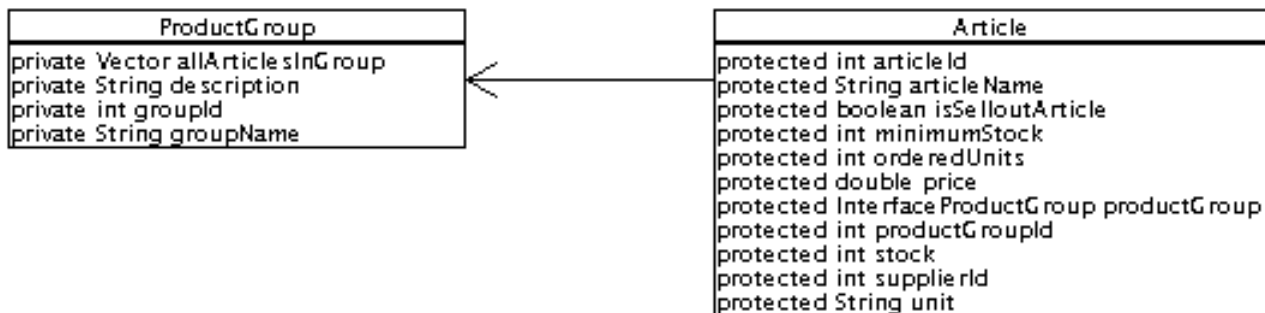 ProductGroup
private Vector allArticlesInGroup
private String description
private int groupId
private String groupName
Article
protected int articleId
protected String articleName
protected boolean isSelloutArticle
protected int minimumStock
protected int orderedUnits
protected double price
protected InterfaceProductGroup productGroup
protected int productGroupId
protected int stock
protected int supplierId
protected String unit